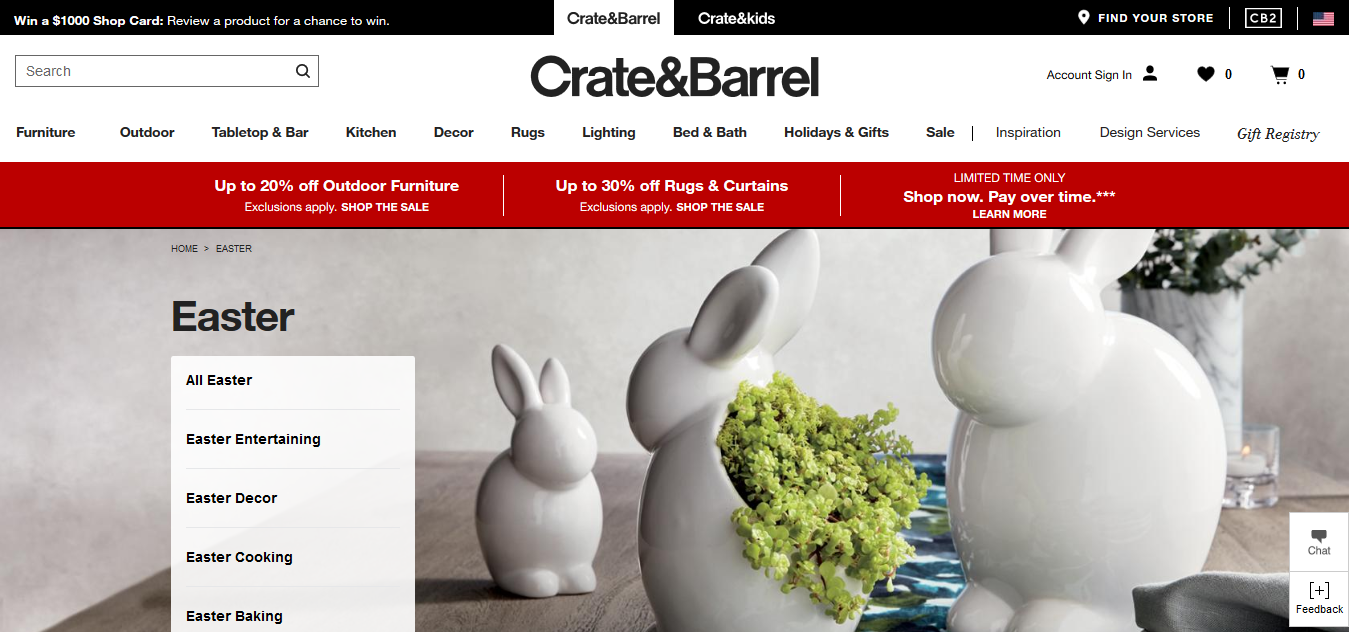 Win a $1000 Shop Card: Review a product for a chance to win.
Crate&Barrel
Crate&kids
FIND YOUR STORE
CB2
Search
Crate&Barrel
Account Sign In
0
0
Furniture
Outdoor
Tabletop & Bar
Kitchen
Decor
Rugs
Lighting
Bed & Bath
Holidays & Gifts
Sale
Inspiration
Design Services
Gift Registry
Up to 20% off Outdoor Furniture
Exclusions apply. SHOP THE SALE
Up to 30% off Rugs & Curtains
Exclusions apply. SHOP THE SALE
LIMITED TIME ONLY
Shop now. Pay over time.***
LEARN MORE
HOME > EASTER
Easter
All Easter
Easter Entertaining
Easter Decor
Easter Cooking
Easter Baking
Chat
[+]
Feedback